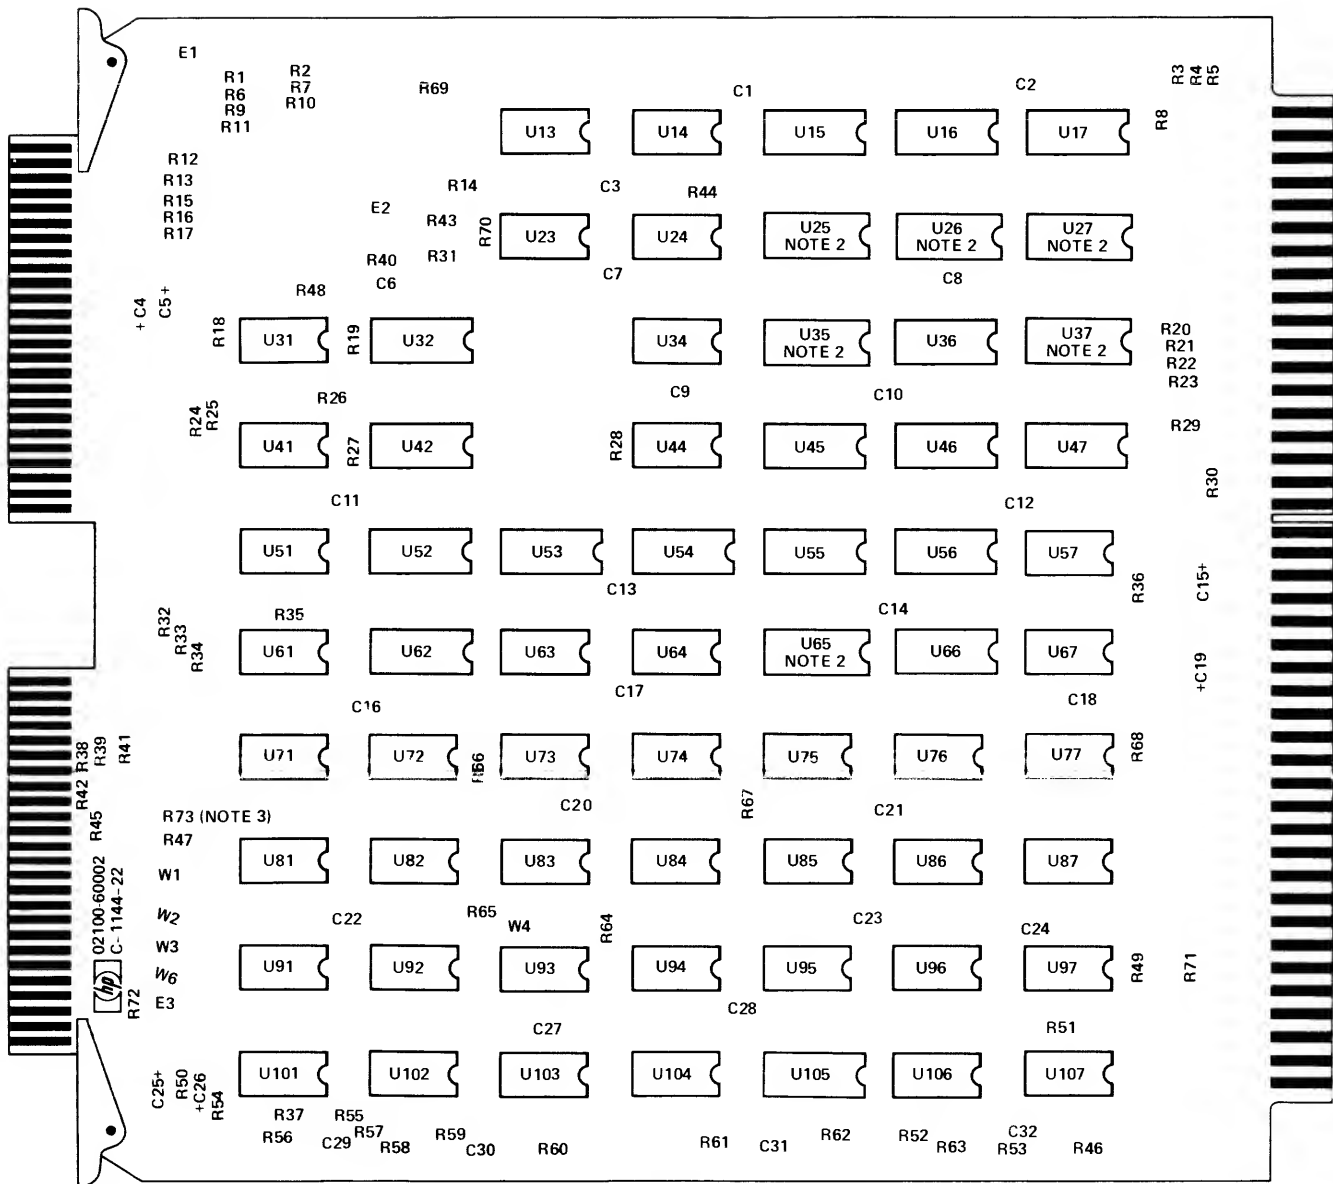 E1
R1
R6
R9
R11
R2
R7
R10
R69
C1
C2
R3
R4
R5
R8
U13
U14
U15
U16
U17
R12
R13
R15
R16
R17
R14
C3
R44
E2
R43
R70
U23
U24
U25
NOTE 2
U26
NOTE 2
U27
NOTE 2
R40
R31
C6
C7
C8
+C4
C5+
R48
R18
U31
R19
U32
U34
U35
NOTE 2
U36
U37
NOTE 2
R20
R21
R22
R23
R24
R25
R26
C9
C10
U41
R27
U42
R28
U44
U45
U46
U47
R29
R30
C11
C12
U51
U52
U53
U54
U55
U56
U57
C13
C14
R36
C15+
R32
R33
R34
R35
U61
U62
U63
U64
U65
NOTE 2
U66
U67
+C19
C16
C17
C18
R38
R39
R41
U71
U72
R66
U73
U74
U75
U76
U77
R68
R42
R45
R73 (NOTE 3)
R47
C20
R67
C21
W1
U81
U82
U83
U84
U85
U86
U87
W2
W3
W6
E3
C22
R65
W4
R64
C23
C24
02100-60002
C-1144-22
hp
R72
U91
U92
U93
U94
U95
U96
U97
R49
R71
C27
C28
R51
C25+
R50
+C26
R54
U101
U102
U103
U104
U105
U106
U107
R37
R55
R56
C29
R57
R58
R59
C30
R60
R61
C31
R62
R52
R63
C32
R53
R46